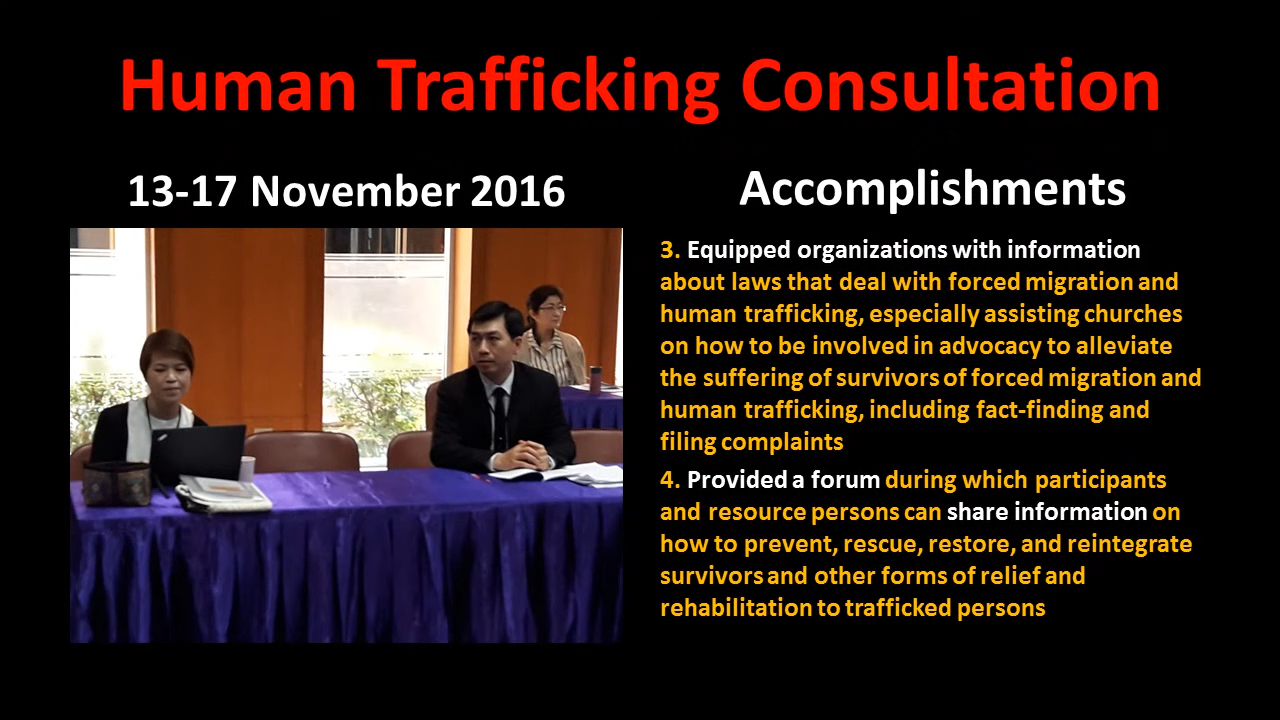 Human Trafficking Consultation
13-17 November 2016
Accomplishments
3. Equipped organizations with information
about laws that deal with forced migration and
human trafficking, especially assisting churches
on how to be involved in advocacy to alleviate
the suffering of survivors of forced migration and
human trafficking, including fact-finding and
filing complaints
4. Provided a forum during which participants
and resource persons can share information on
how to prevent, rescue, restore, and reintegrate
survivors and other forms of relief and
rehabilitation to trafficked persons